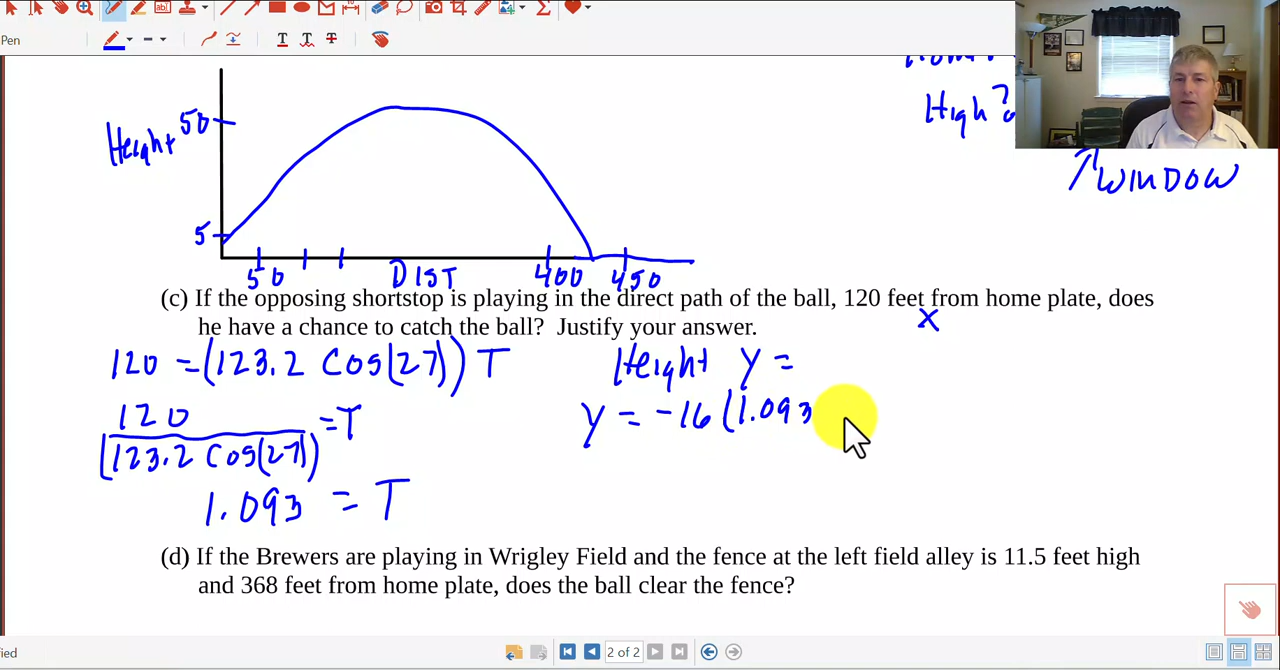 Pen
High?
Height
50
WINDOW
5
50 DIST 400 450
(c) If the opposing shortstop is playing in the direct path of the ball, 120 feet from home plate, does
he have a chance to catch the ball? Justify your answer.
x
120 = (123.2 Cos(27)) T
Height y =
120
(123.2 Cos(27)) = T
y = -16 (1.093
1.093 = T
(d) If the Brewers are playing in Wrigley Field and the fence at the left field alley is 11.5 feet high
and 368 feet from home plate, does the ball clear the fence?
2 of 2